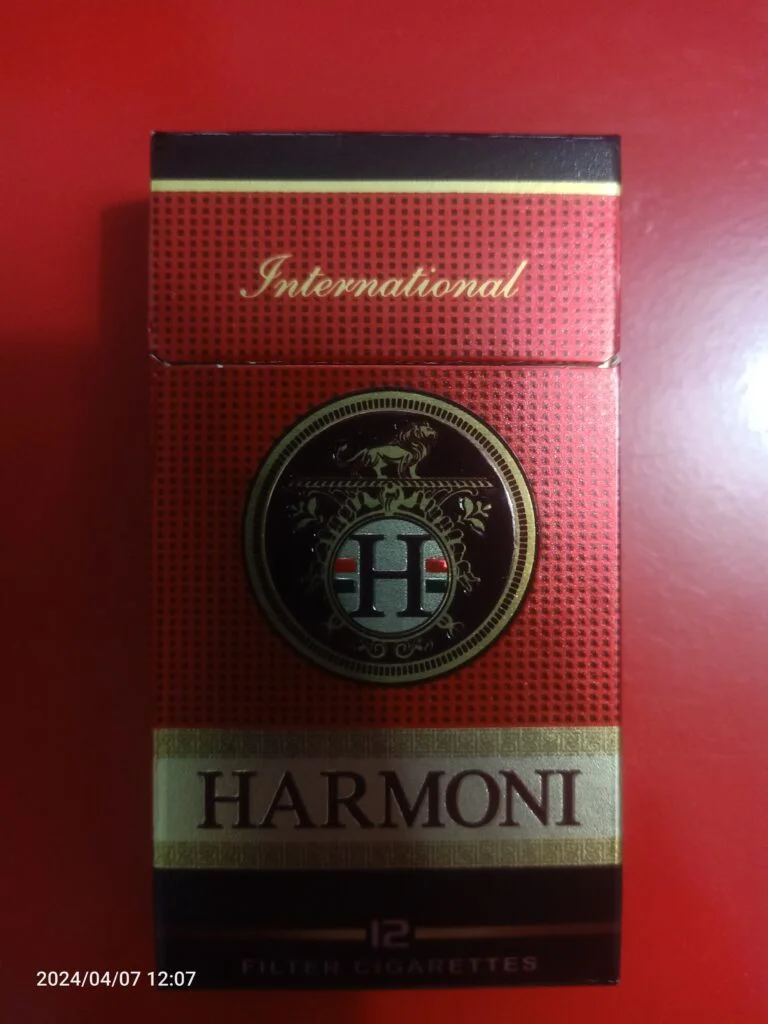 International
H
HARMONI
12
FILTER CIGARETTES
2024/04/07 12:07